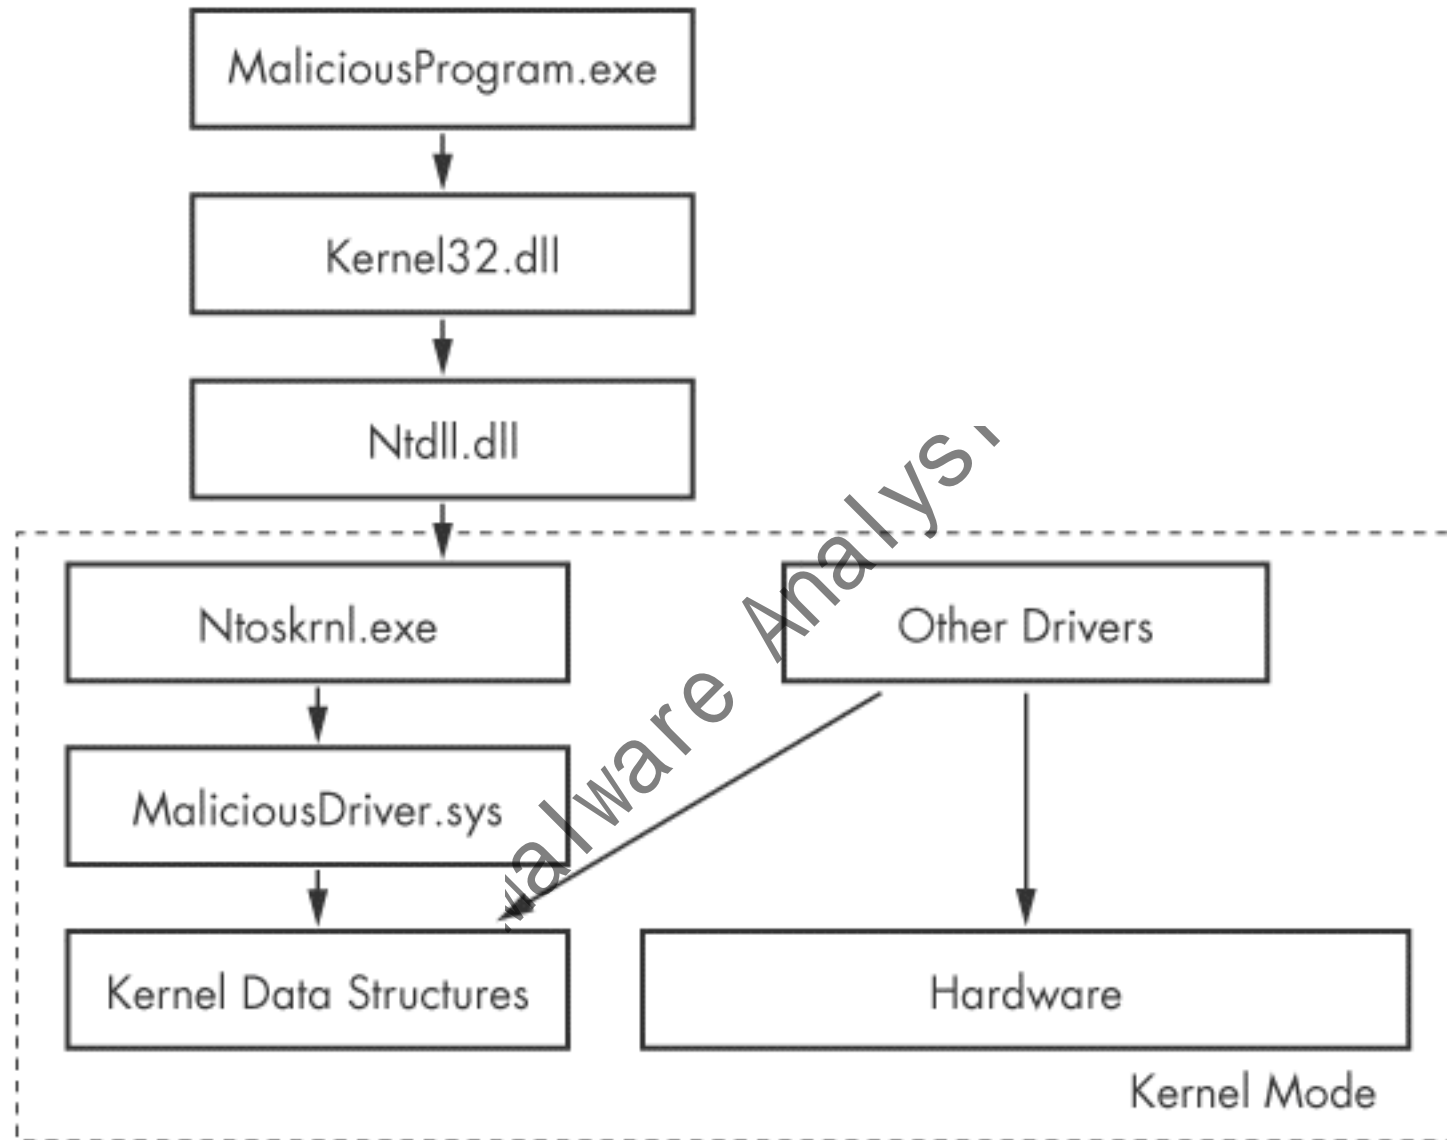 MaliciousProgram.exe
Kernel32.dll
Ntdll.dll
Ntoskrnl.exe
Other Drivers
MaliciousDriver.sys
Kernel Data Structures
Hardware
Kernel Mode